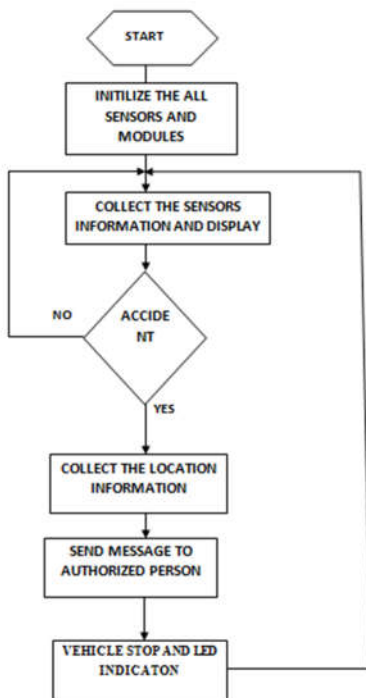 START
INITILIZE THE ALL
SENSORS AND
MODULES
COLLECT THE SENSORS
INFORMATION AND DISPLAY
NO
ACCIDE
NT
YES
COLLECT THE LOCATION
INFORMATION
SEND MESSAGE TO
AUTHORIZED PERSON
VEHICLE STOP AND LED
INDICATON